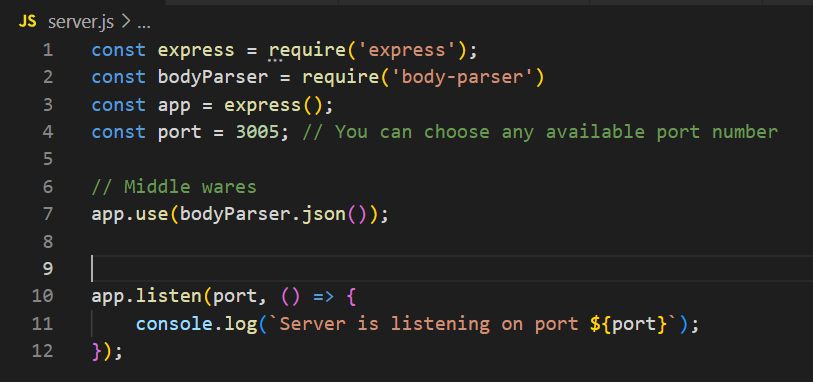 JS server.js > ...
1 const express = require('express');
2 const bodyParser = require('body-parser')
3 const app = express();
4 const port = 3005; // You can choose any available port number
5
6 // Middle wares
7 app.use(bodyParser.json());
8
9
10 app.listen(port, () => {
11     console.log(`Server is listening on port ${port}`);
12 });